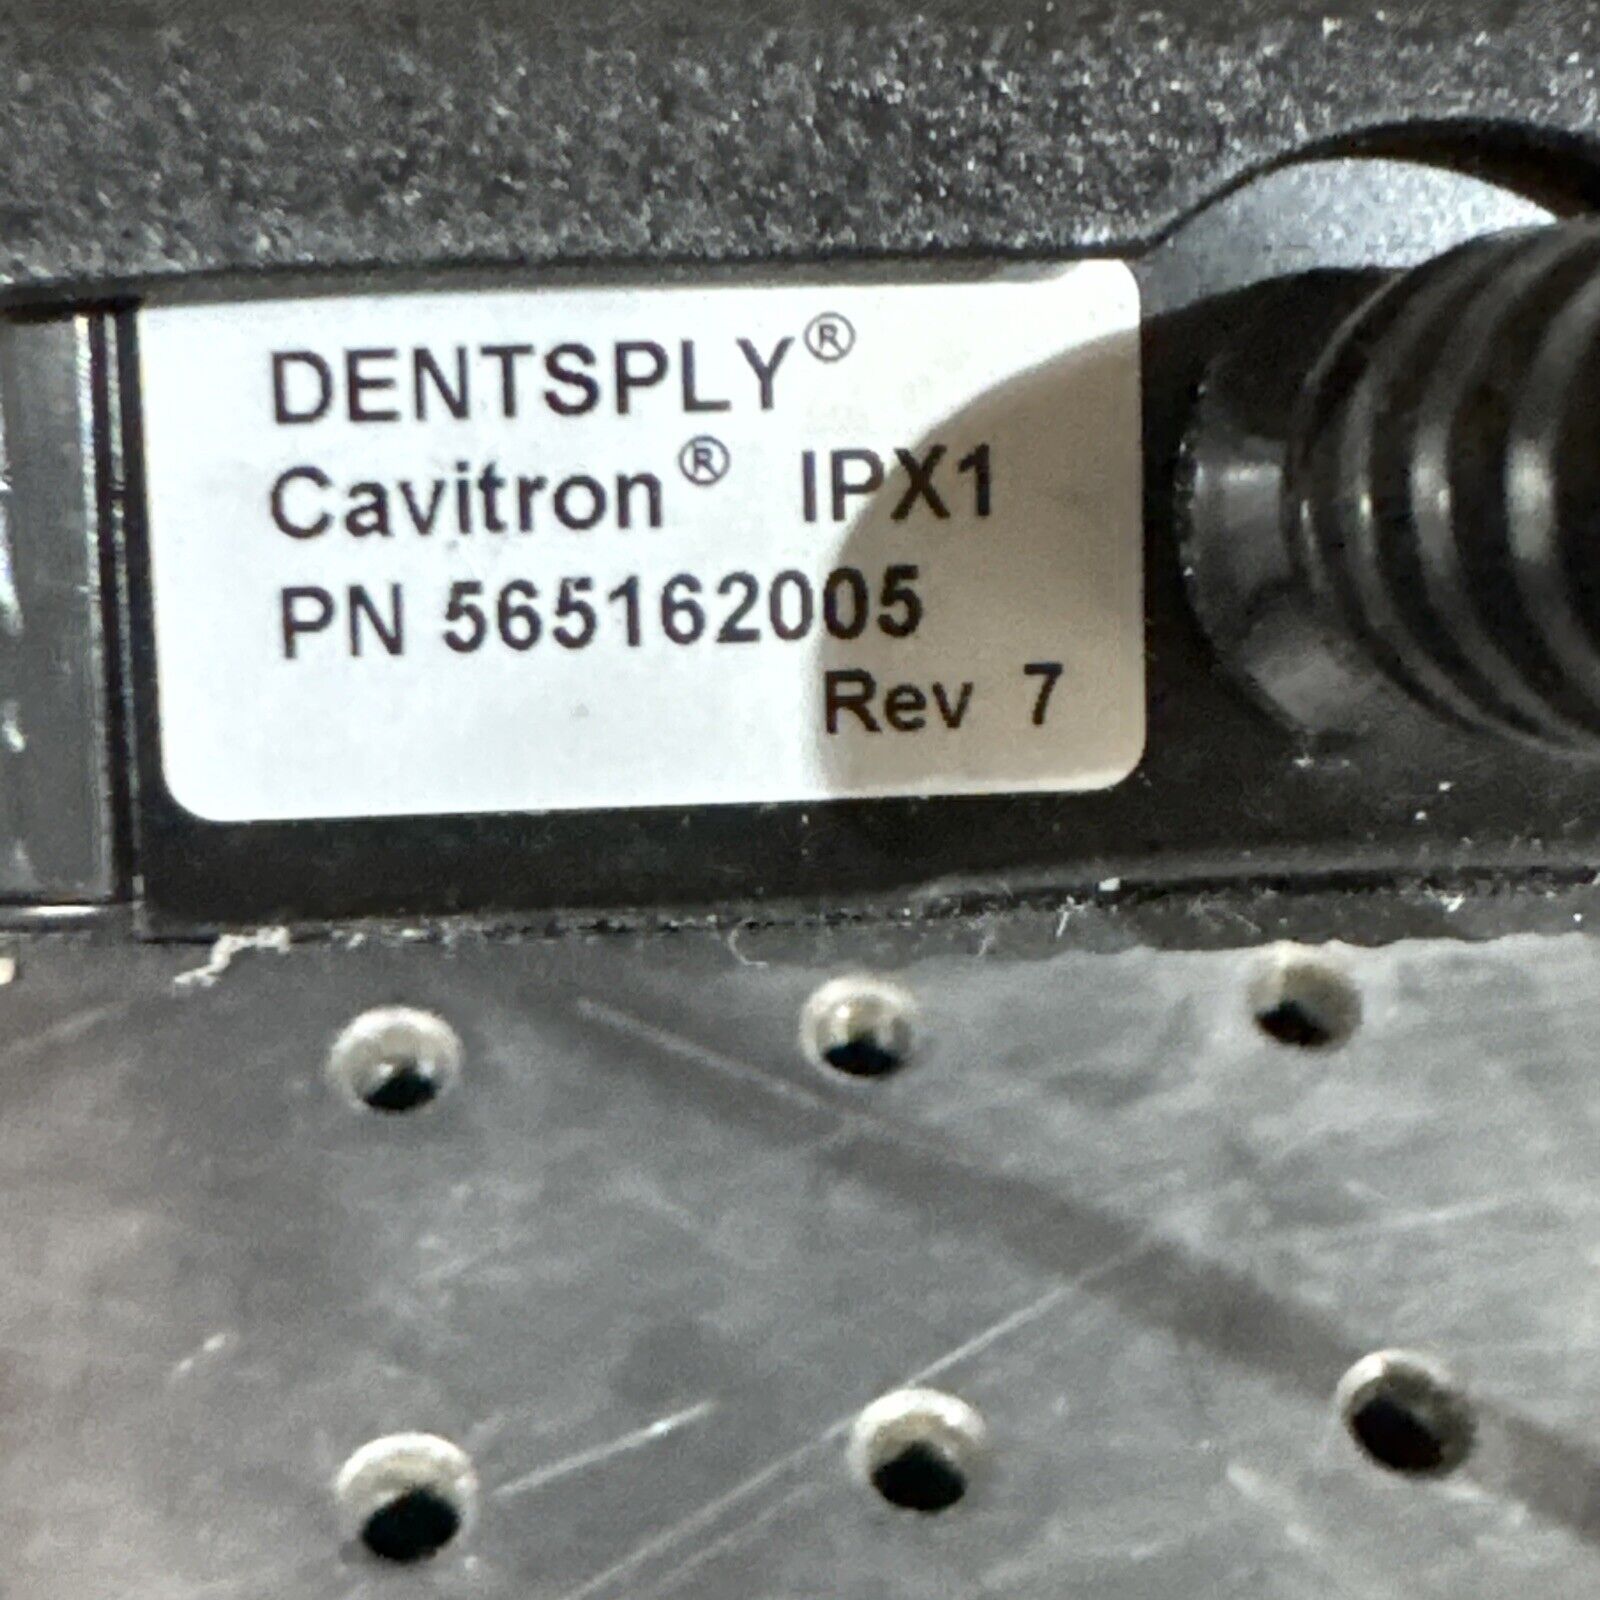 DENTSPLY®
Cavitron® IPX1
PN 565162005
Rev 7